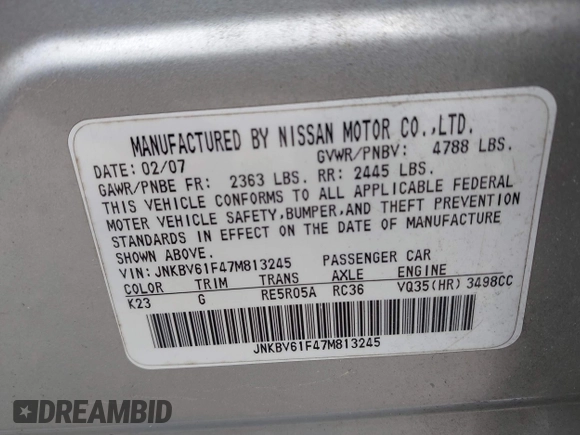 MANUFACTURED BY NISSAN MOTOR CO.,LTD.
DATE: 02/07 GVWR/PNBV: 4788 LBS.
GAWR/PNBE FR: 2363 LBS. RR: 2445 LBS.
THIS VEHICLE CONFORMS TO ALL APPLICABLE FEDERAL
MOTOR VEHICLE SAFETY,BUMPER,AND THEFT PREVENTION
STANDARDS IN EFFECT ON THE DATE OF MANUFACTURE
SHOWN ABOVE.
VIN: JNKBV61F47M813245 PASSENGER CAR
COLOR TRIM TRANS AXLE ENGINE
K23 G RE5R05A RC36 VQ35(HR) 3498CC
JNKBV61F47M813245
DREAMBID